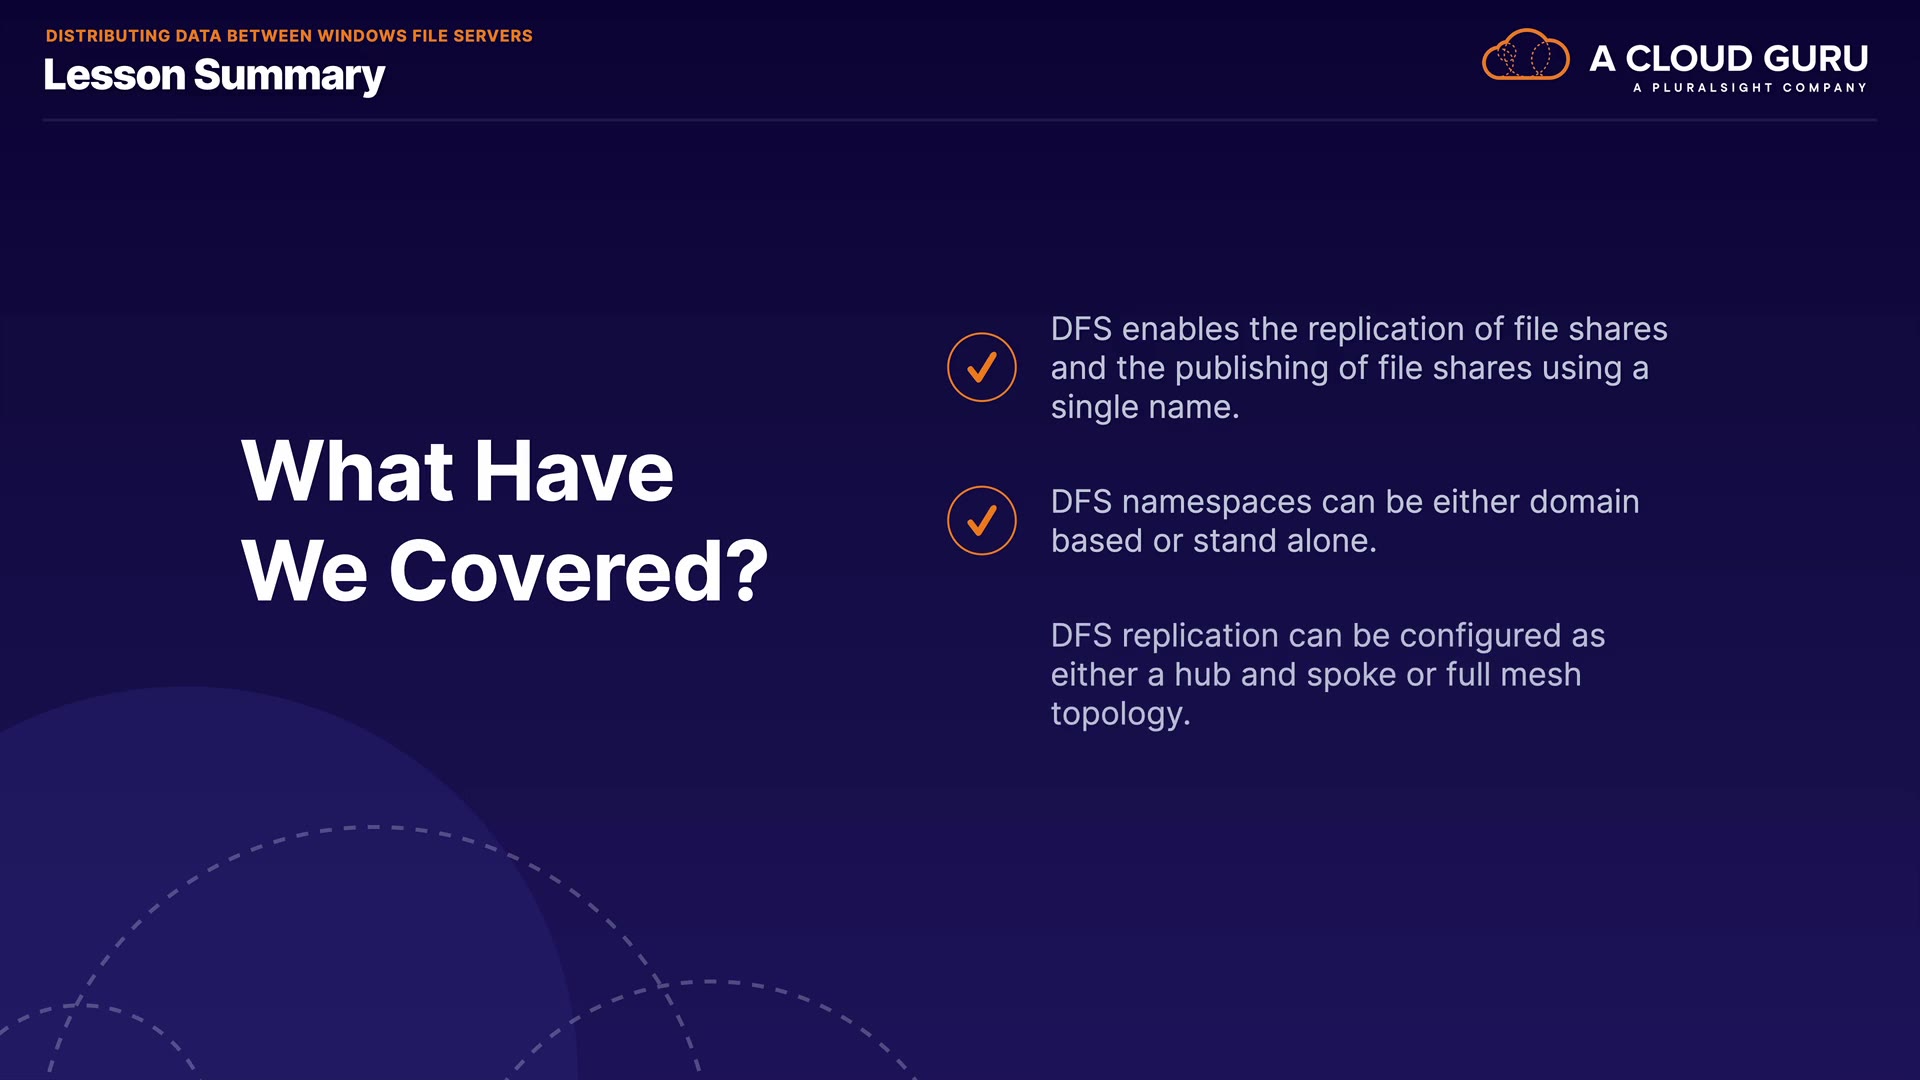 DISTRIBUTING DATA BETWEEN WINDOWS FILE SERVERS
Lesson Summary
A CLOUD GURU
A PLURALSIGHT COMPANY
What Have
We Covered?
DFS enables the replication of file shares
and the publishing of file shares using a
single name.
DFS namespaces can be either domain
based or stand alone.
DFS replication can be configured as
either a hub and spoke or full mesh
topology.